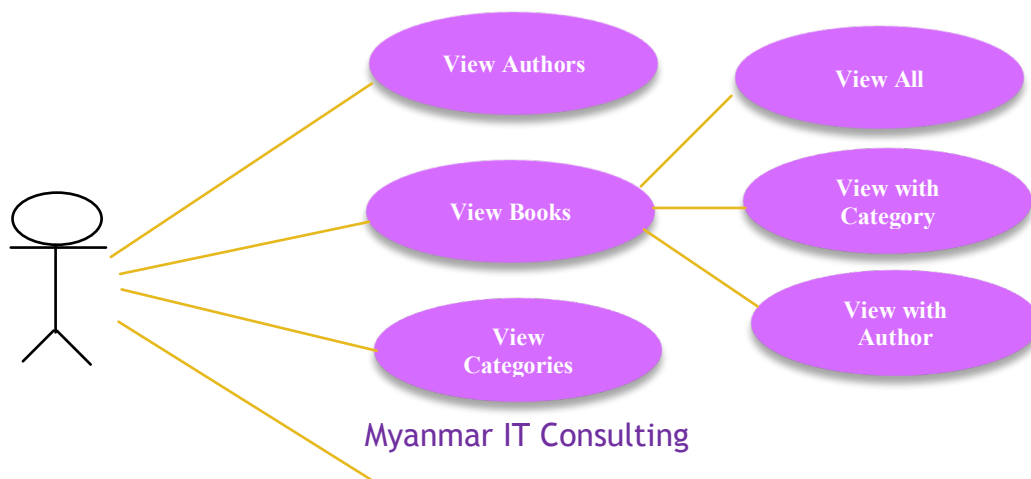 View Authors
View All
View Books
View with
Category
View with
Author
View
Categories
Myanmar IT Consulting